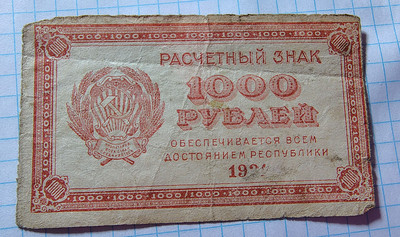 РАСЧЕТНЫЙ ЗНАК
1000
РУБЛЕЙ
ОБЕСПЕЧИВАЕТСЯ ВСЕМ
ДОСТОЯНИЕМ РЕСПУБЛИКИ